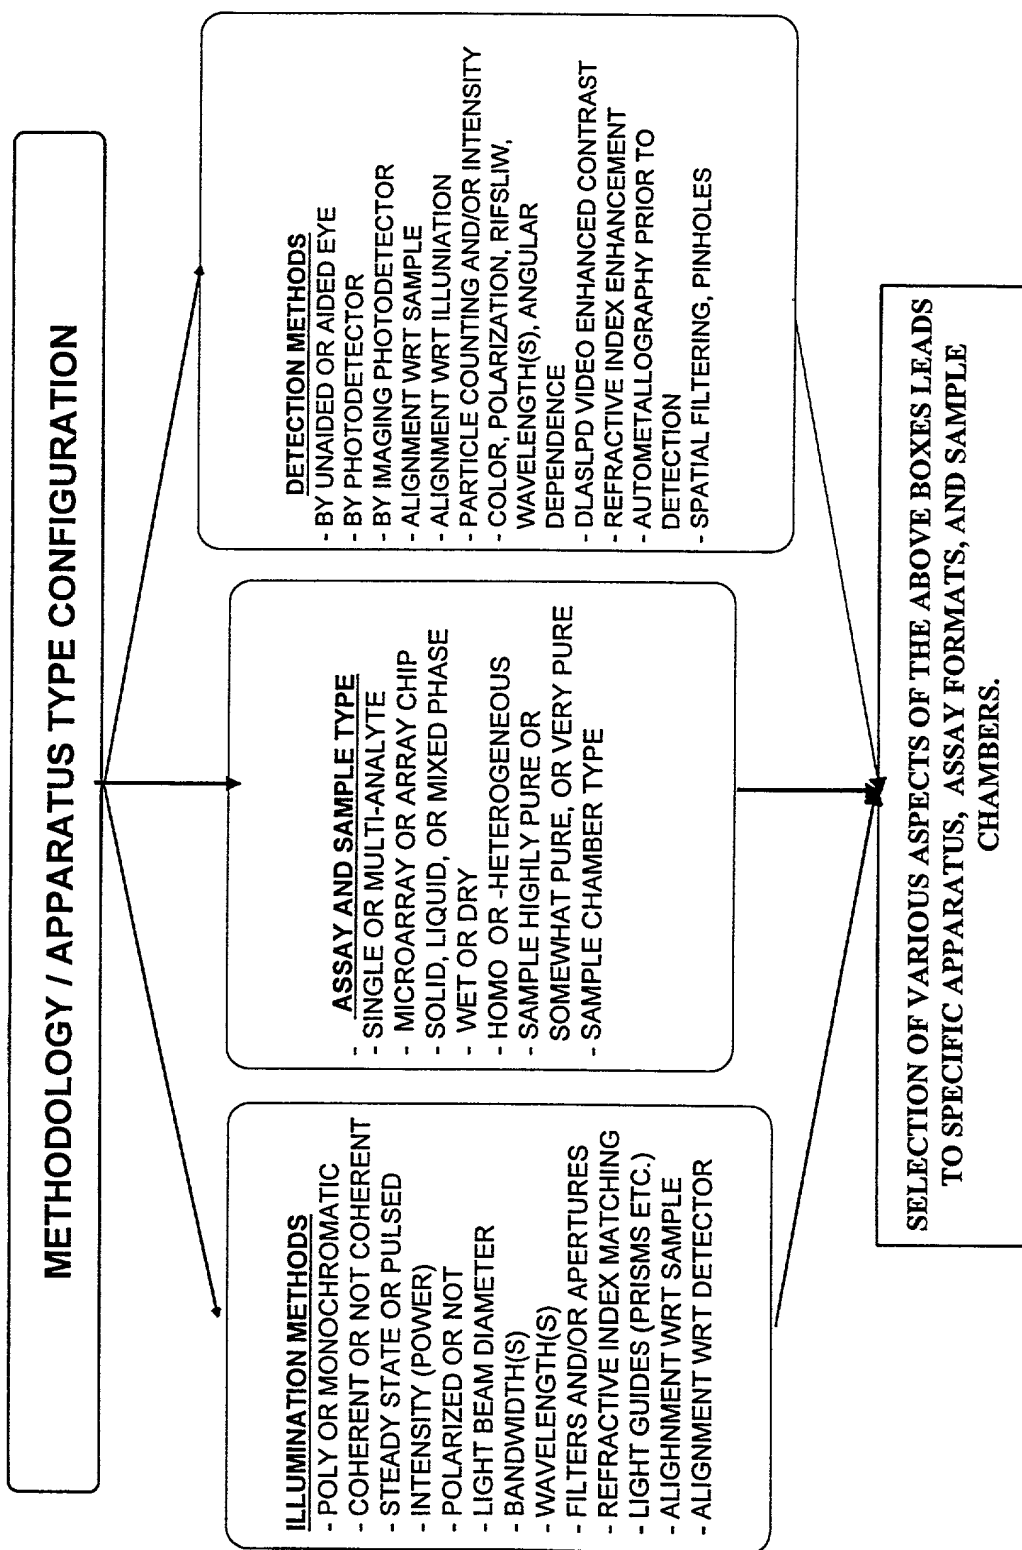 METHODOLOGY / APPARATUS TYPE CONFIGURATION
ILLUMINATION METHODS
- POLY OR MONOCHROMATIC
- COHERENT OR NOT COHERENT
- STEADY STATE OR PULSED
- INTENSITY (POWER)
- POLARIZED OR NOT
- LIGHT BEAM DIAMETER
- BANDWIDTH(S)
- WAVELENGTH(S)
- FILTERS AND/OR APERTURES
- REFRACTIVE INDEX MATCHING
- LIGHT GUIDES (PRISMS ETC.)
- ALIGHNMENT WRT SAMPLE
- ALIGNMENT WRT DETECTOR
ASSAY AND SAMPLE TYPE
-
- SINGLE OR MULTI-ANALYTE
- MICROARRAY OR ARRAY CHIP
- SOLID, LIQUID, OR MIXED PHASE
- WET OR DRY
- HOMO OR -HETEROGENEOUS
- SAMPLE HIGHLY PURE OR
SOMEWHAT PURE, OR VERY PURE
- SAMPLE CHAMBER TYPE
DETECTION METHODS
- BY UNAIDED OR AIDED EYE
- BY PHOTODETECTOR
- BY IMAGING PHOTODETECTOR
- ALIGNMENT WRT SAMPLE
- ALIGNMENT WRT ILLUNIATION
- PARTICLE COUNTING AND/OR INTENSITY
- COLOR, POLARIZATION, RIFSLIW,
WAVELENGTH(S), ANGULAR
DEPENDENCE
- DLASLPD VIDEO ENHANCED CONTRAST
- REFRACTIVE INDEX ENHANCEMENT
- AUTOMETALLOGRAPHY PRIOR TO
DETECTION
- SPATIAL FILTERING, PINHOLES
SELECTION OF VARIOUS ASPECTS OF THE ABOVE BOXES LEADS
TO SPECIFIC APPARATUS, ASSAY FORMATS, AND SAMPLE
CHAMBERS.